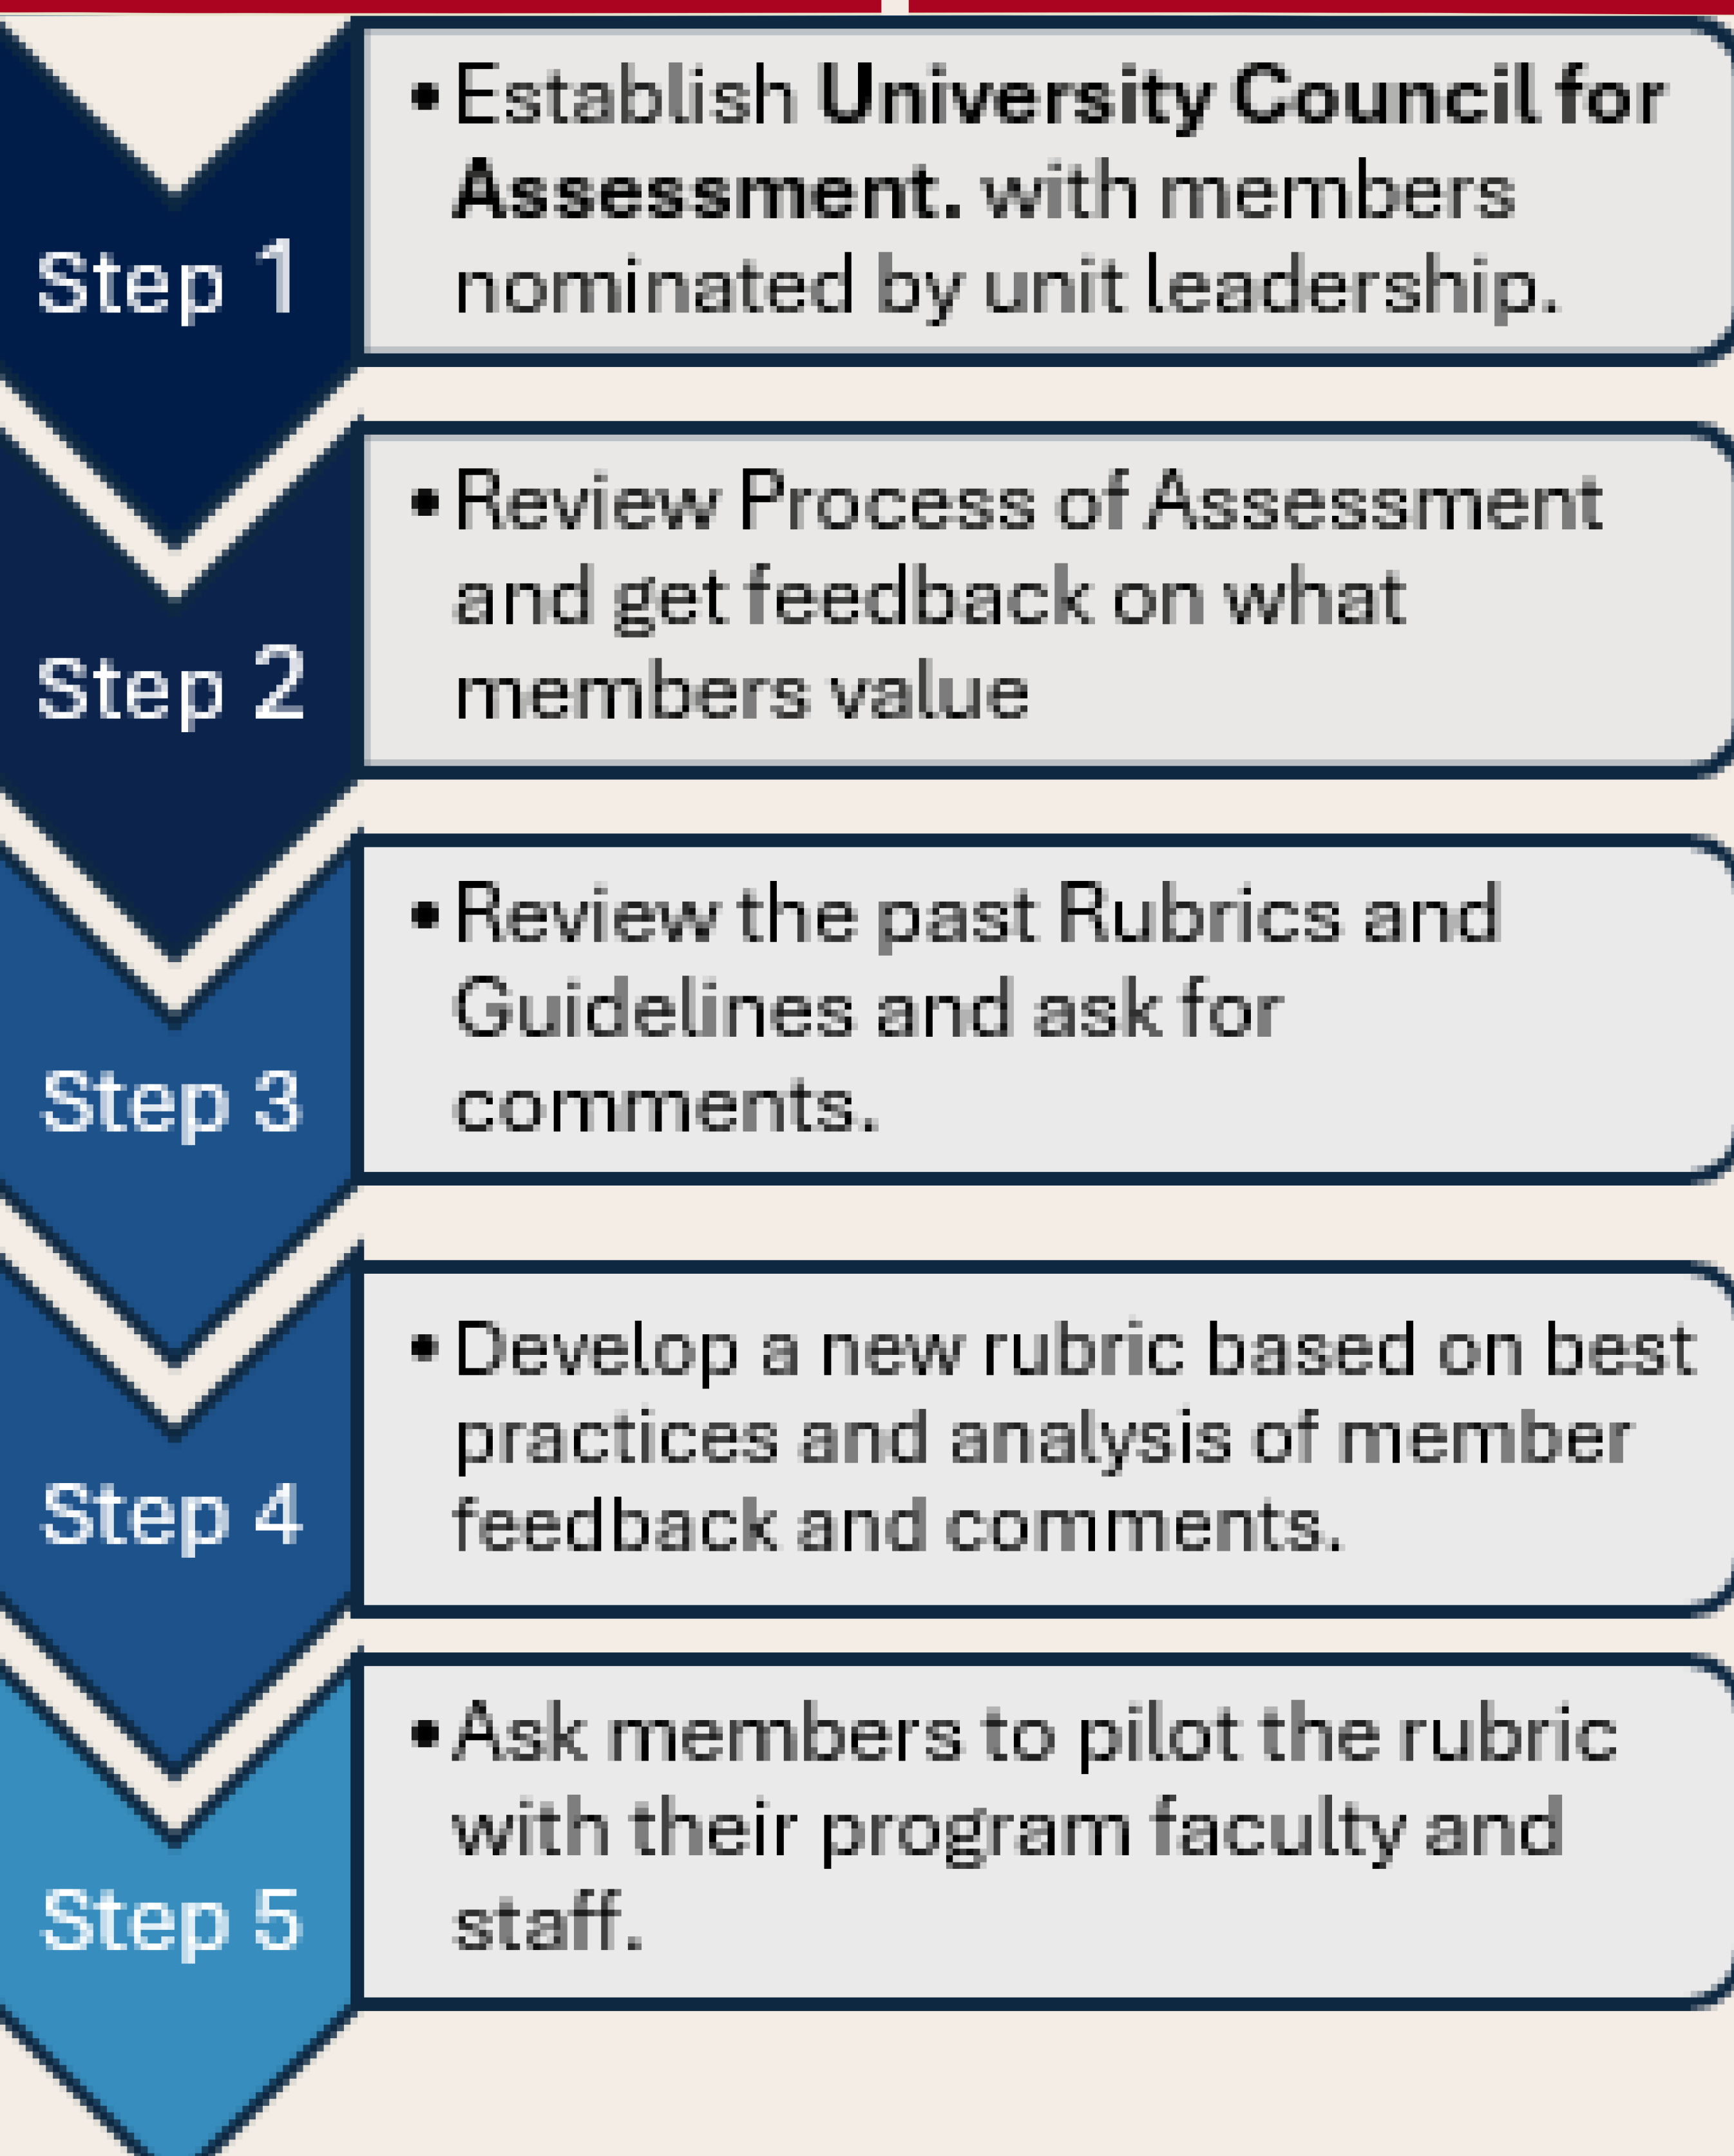 Step 1
• Establish University Council for
Assessment. with members
nominated by unit leadership.
Step 2
• Review Process of Assessment
and get feedback on what
members value
Step 3
• Review the past Rubrics and
Guidelines and ask for
comments.
Step 4
• Develop a new rubric based on best
practices and analysis of member
feedback and comments.
Step 5
• Ask members to pilot the rubric
with their program faculty and
staff.